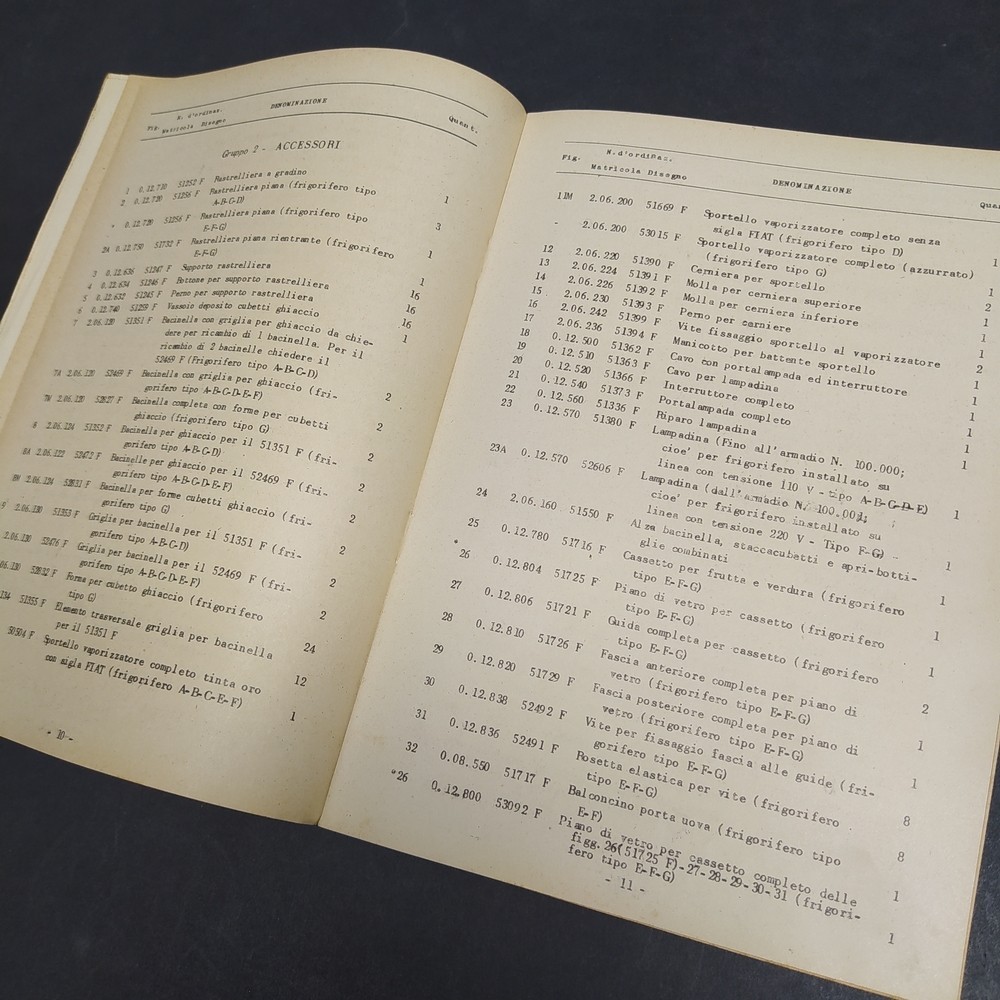 N. d'ordinaz.
Fig. Matricola Disegno DENOMINAZIONE Quant.
Gruppo 2 - ACCESSORI
1 0.12.710 51252 F Rastrelliera a gradino 1
2 0.12.720 51256 F Rastrelliera piana (frigorifero tipo
A-B-C-D) 3
" 0.12.720 51256 F Rastrelliera piana (frigorifero tipo
E-F-G) 1
2A 0.12.750 51732 F Rastrelliera piana rientrante (frigorifero
E-F-G) 1
3 0.12.636 51247 F Supporto rastrelliera 16
4 0.12.634 51246 F Bottone per supporto rastrelliera 16
5 0.12.632 51245 F Perno per supporto rastrelliera 16
6 0.12.740 51259 F Vassoio deposito cubetti ghiaccio 1
7 2.06.120 51351 F Bacinella con griglia per ghiaccio da chie-
dere per ricambio di 1 bacinella. Per il
ricambio di 2 bacinelle chiedere il
52469 F (Frigorifero tipo A-B-C-D) 2
7A 2.06.120 52469 F Bacinella con griglia per ghiaccio (fri-
gorifero tipo A-B-C-D-E-F) 2
7B 2.06.120 52827 F Bacinella completa con forme per cubetti
ghiaccio (frigorifero tipo G) 2
8 2.06.124 51352 F Bacinella per ghiaccio per il 51351 F (fri-
gorifero tipo A-B-C-D) 2
8A 2.06.122 52472 F Bacinelle per ghiaccio per il 52469 F (fri-
gorifero tipo A-B-C-D-E-F) 2
8B 2.06.124 52831 F Bacinella per forme cubetti ghiaccio (fri-
gorifero tipo G) 2
9 2.06.130 51353 F Griglia per bacinella per il 51351 F (fri-
gorifero tipo A-B-C-D) 2
06.130 52476 F Griglia per bacinella per il 52469 F (fri-
gorifero tipo A-B-C-D-E-F) 2
06.130 52832 F Forma per cubetto ghiaccio (frigorifero
tipo G) 24
134 51355 F Elemento trasversale griglia per bacinella
per il 51351 F 12
50504 F Sportello vaporizzatore completo tinta oro
con sigla FIAT (frigorifero A-B-C-E-F) 1
- 10 -
N. d'ordinaz.
Fig. Matricola Disegno DENOMINAZIONE Quan
11M 2.06.200 51669 F Sportello vaporizzatore completo senza
sigla FIAT (frigorifero tipo D) 1
- 2.06.200 53015 F Sportello vaporizzatore completo (azzurrato)
(frigorifero tipo G) 1
12 2.06.220 51390 F Cerniera per sportello 2
13 2.06.224 51391 F Molla per cerniera superiore 1
14 2.06.226 51392 F Molla per cerniera inferiore 1
15 2.06.230 51393 F Perno per cerniere 2
16 2.06.242 51399 F Vite fissaggio sportello al vaporizzatore
17 2.06.236 51394 F Manicotto per battente sportello 1
18 0.12.500 51362 F Cavo con portalampada ed interruttore 1
19 0.12.510 51363 F Cavo per lampadina 1
20 0.12.520 51366 F Interruttore completo 1
21 0.12.540 51373 F Portalampada completo 1
22 0.12.560 51336 F Riparo lampadina 1
23 0.12.570 51380 F Lampadina (Fino all'armadio N. 100.000;
cioe' per frigorifero installato su
linea con tensione 110 V - tipo A-B-C-D-E) 1
23A 0.12.570 52606 F Lampadina (dall'armadio N. 100.001;
cioe' per frigorifero installato su
linea con tensione 220 V - Tipo F-G) 1
24 2.06.160 51550 F Alza bacinella, staccacubetti e apri-botti-
glie combinati 1
25 0.12.780 51716 F Cassetto per frutta e verdura (frigorifero
tipo E-F-G) 1
* 26 0.12.804 51725 F Piano di vetro per cassetto (frigorifero
tipo E-F-G) 1
27 0.12.806 51721 F Guida completa per cassetto (frigorifero
tipo E-F-G) 2
28 0.12.810 51726 F Fascia anteriore completa per piano di
vetro (frigorifero tipo E-F-G) 1
29 0.12.820 51729 F Fascia posteriore completa per piano di
vetro (frigorifero tipo E-F-G) 1
30 0.12.838 52492 F Vite per fissaggio fascia alle guide (fri-
gorifero tipo E-F-G) 8
31 0.12.836 52491 F Rosetta elastica per vite (frigorifero
tipo E-F-G) 8
32 0.08.550 51717 F Balconcino porta uova (frigorifero tipo
E-F) 1
*26 0.12.800 53092 F Piano di vetro per cassetto completo delle
figg. 26(51725 F)-27-28-29-30-31 (frigori-
fero tipo E-F-G) 1
- 11 -